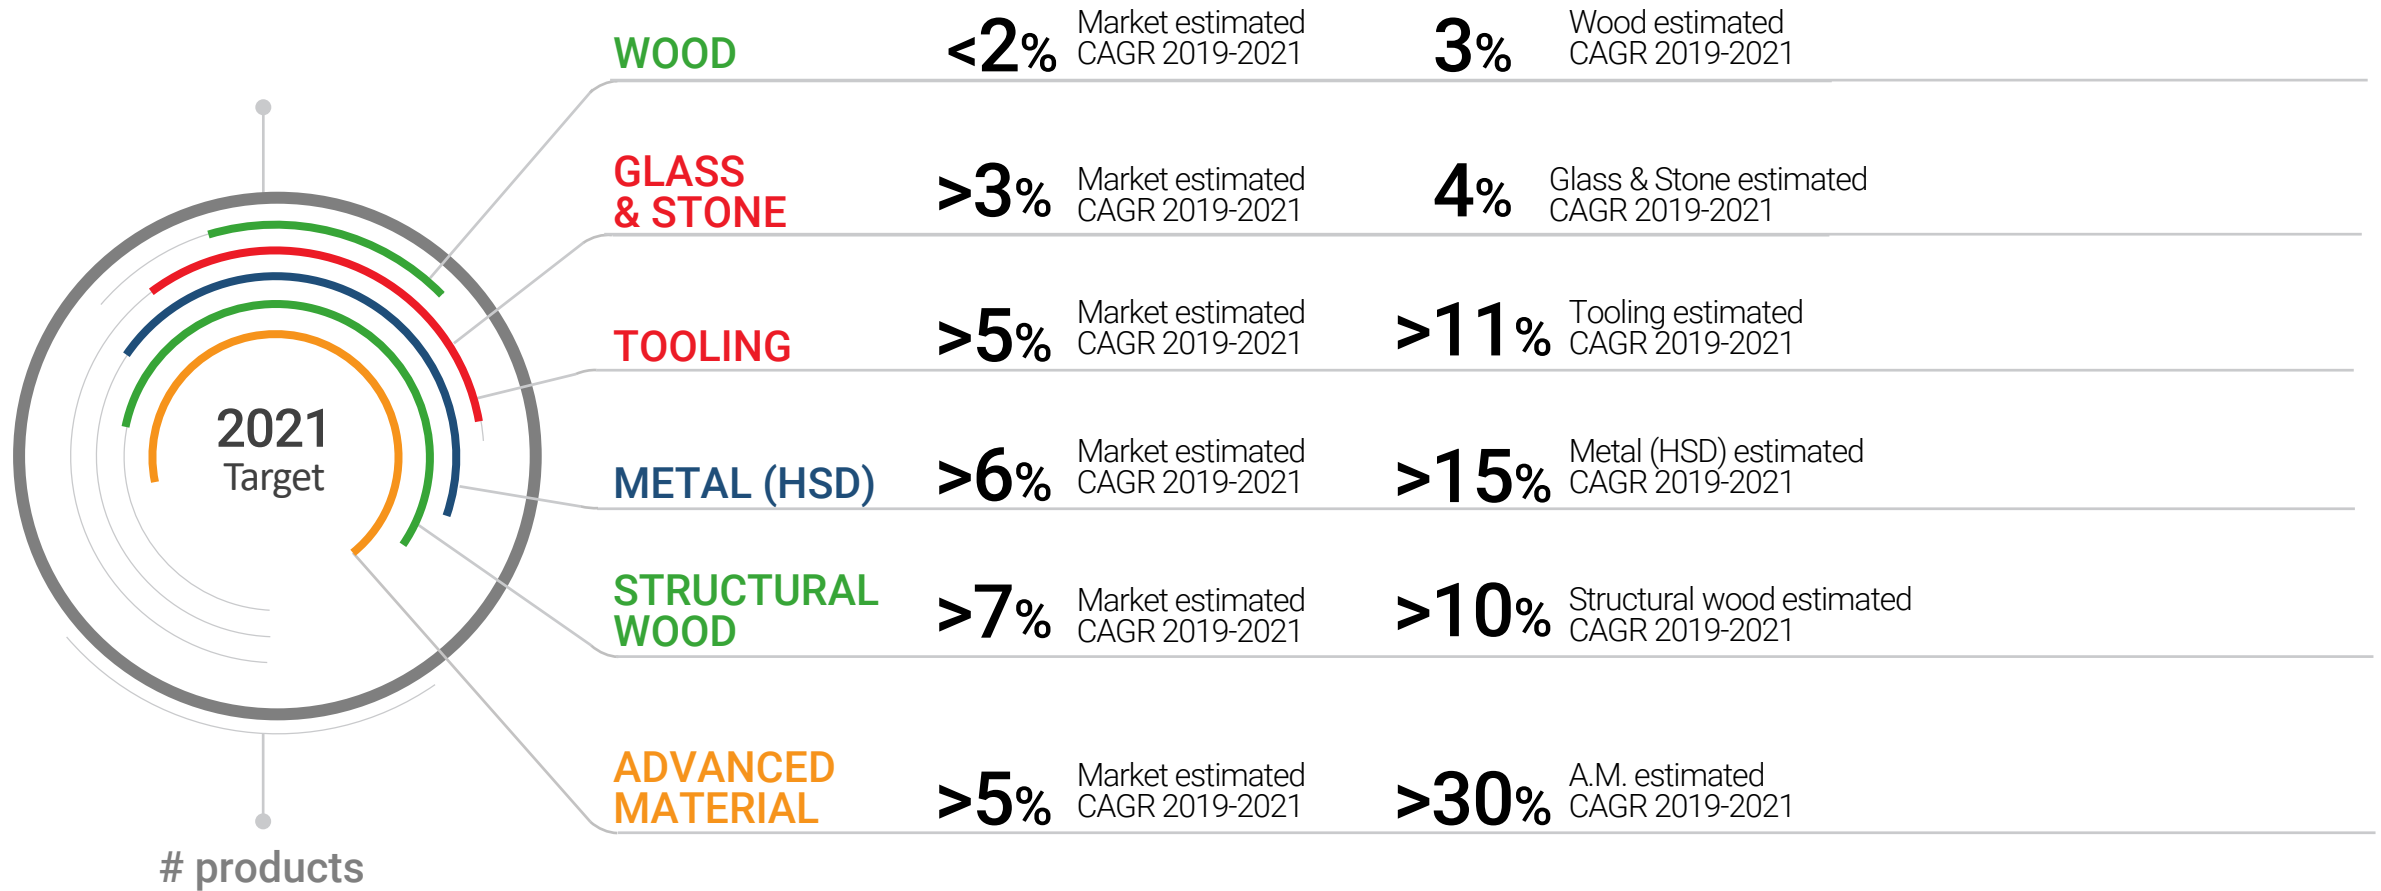 WOOD
<2% Market estimated
CAGR 2019-2021
3% Wood estimated
CAGR 2019-2021
GLASS
& STONE
>3% Market estimated
CAGR 2019-2021
4% Glass & Stone estimated
CAGR 2019-2021
TOOLING
>5% Market estimated
CAGR 2019-2021
>11% Tooling estimated
CAGR 2019-2021
2021
Target
METAL (HSD)
>6% Market estimated
CAGR 2019-2021
>15% Metal (HSD) estimated
CAGR 2019-2021
STRUCTURAL
WOOD
>7% Market estimated
CAGR 2019-2021
>10% Structural wood estimated
CAGR 2019-2021
ADVANCED
MATERIAL
>5% Market estimated
CAGR 2019-2021
>30% A.M. estimated
CAGR 2019-2021
# products